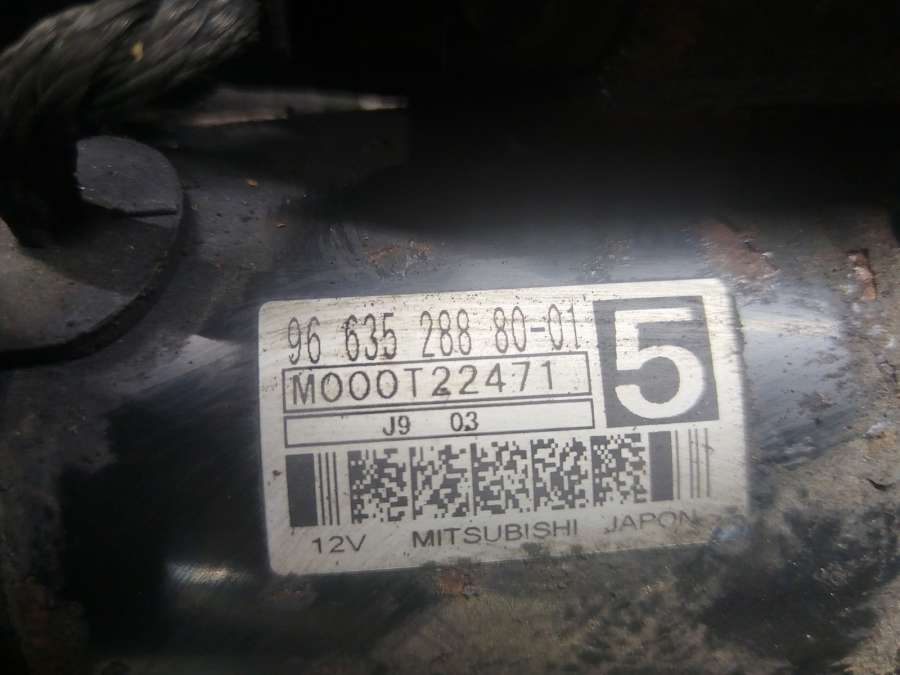 96 635 288 80-01
5
M000T22471
J9 03
12V MITSUBISHI JAPON